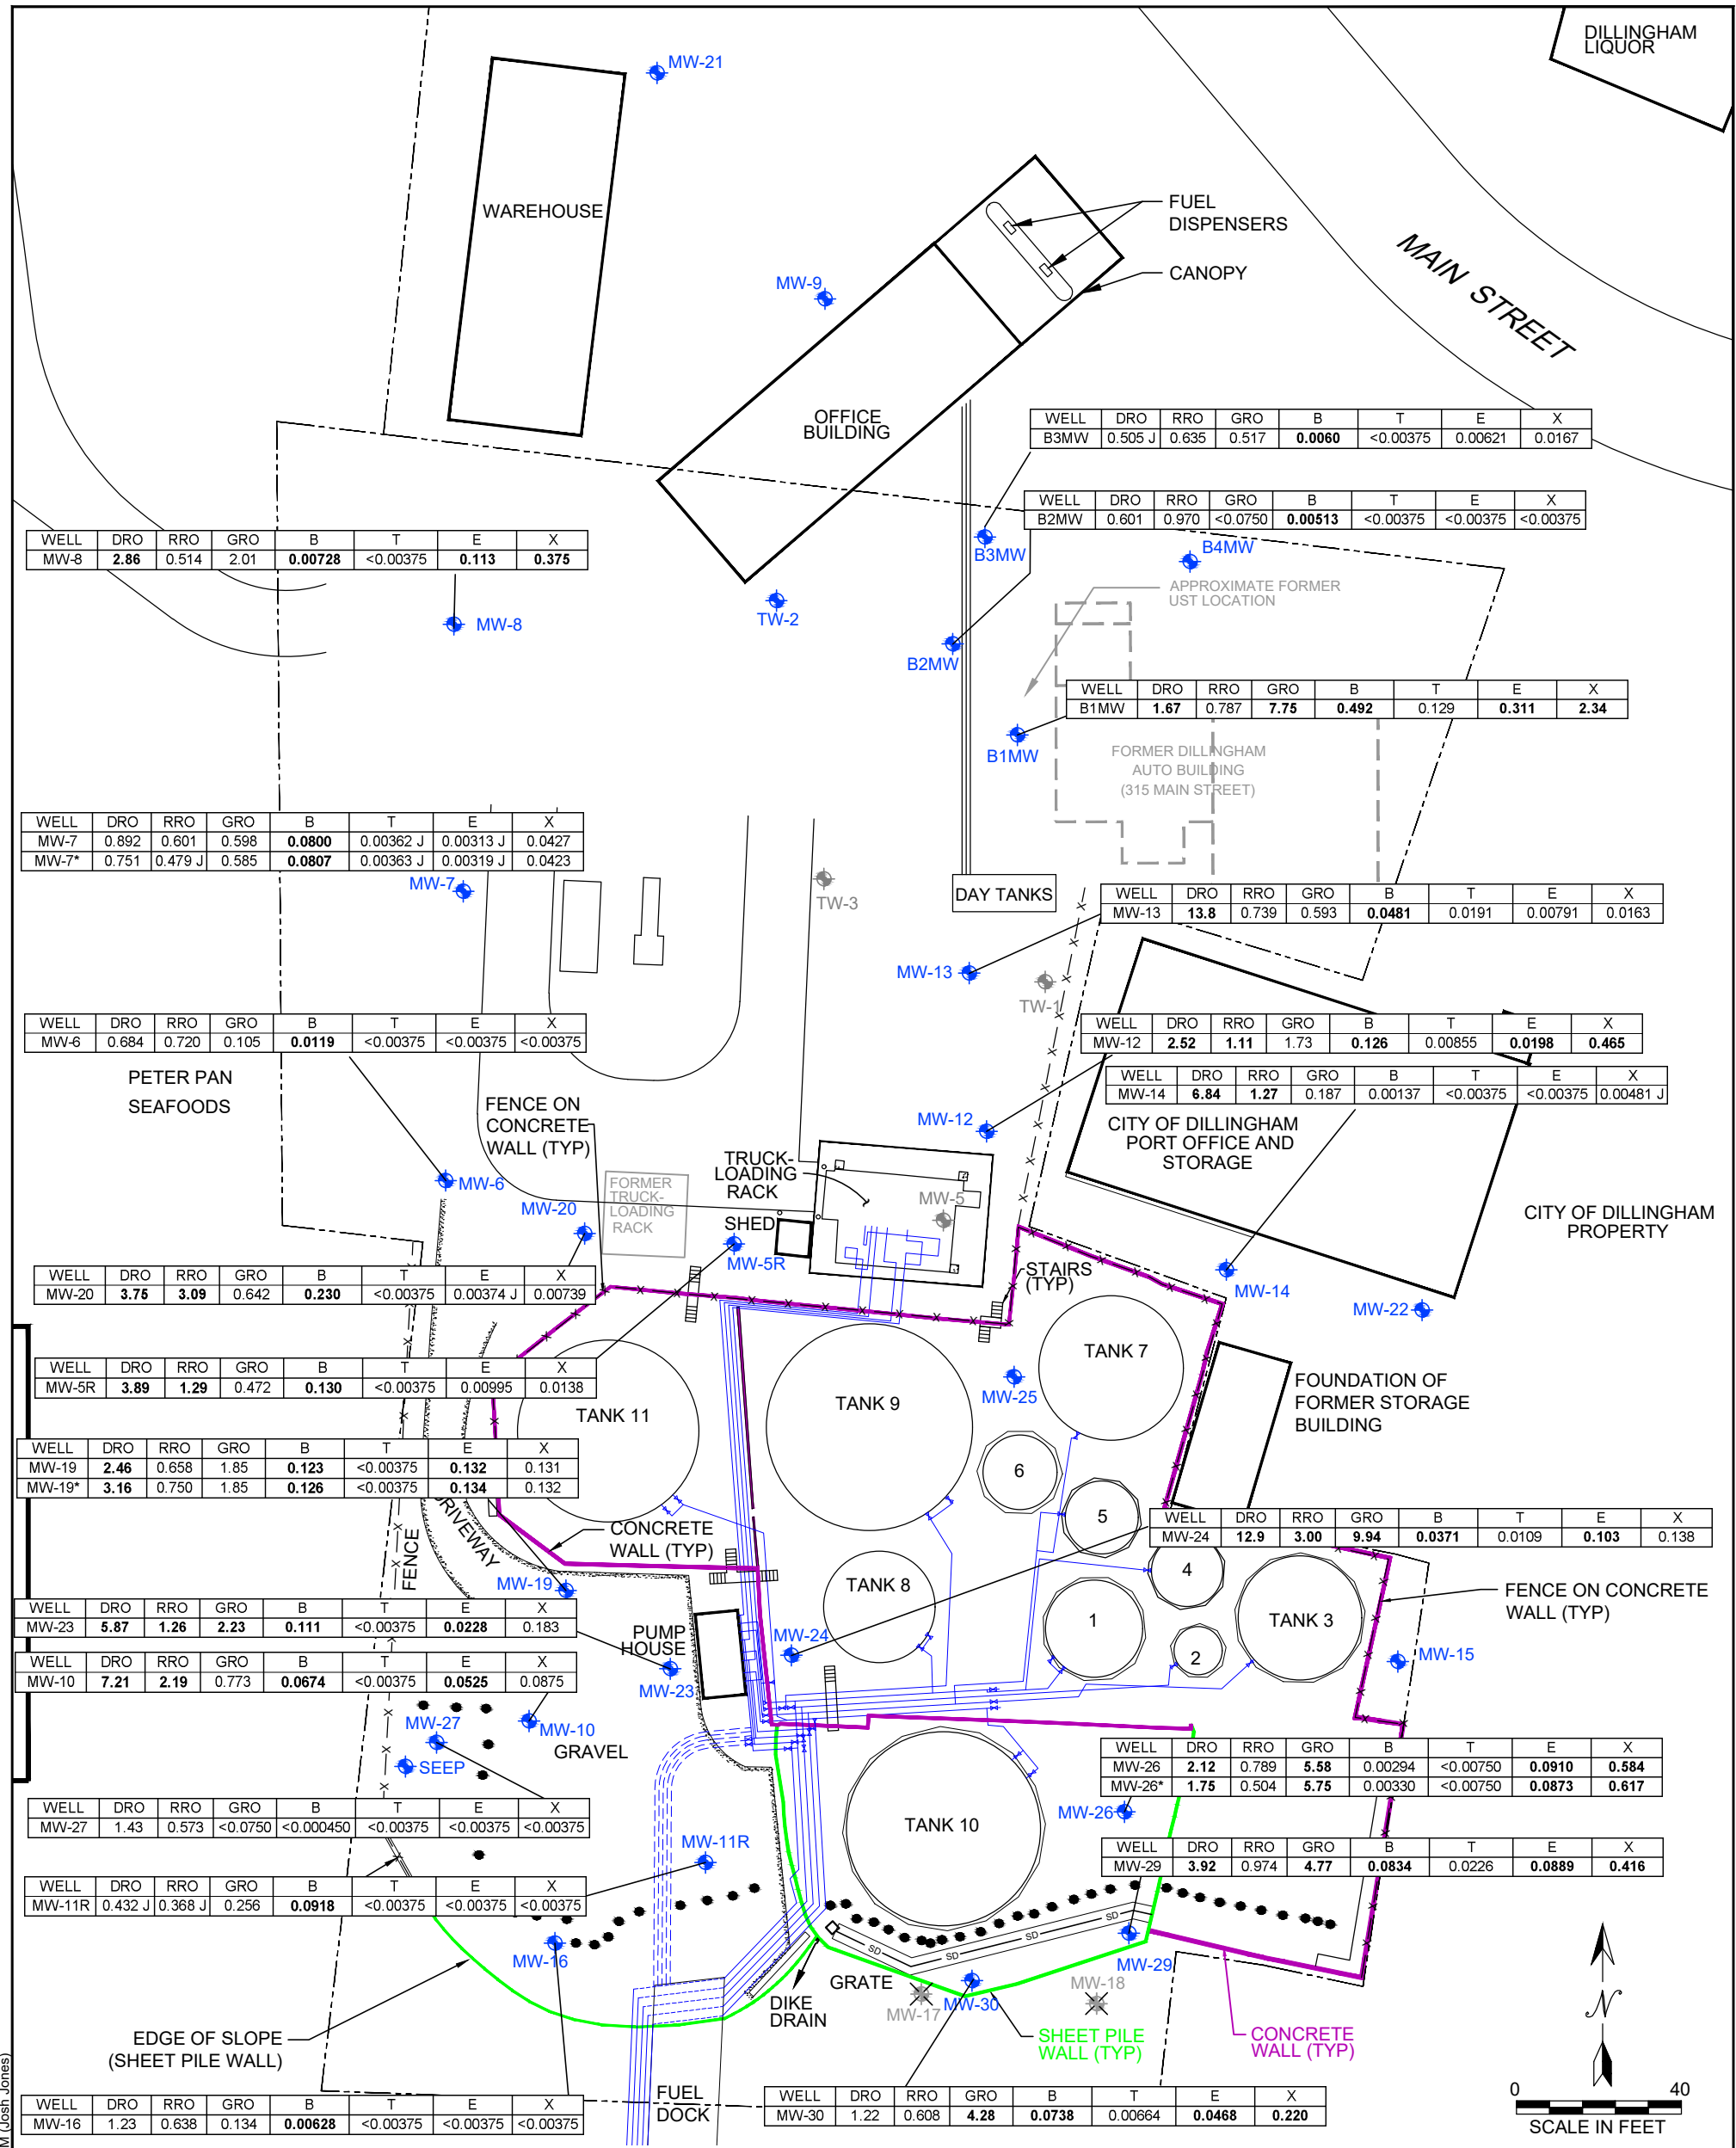 DILLINGHAM
LIQUOR
MW-21
WAREHOUSE
FUEL
DISPENSERS
CANOPY
MAIN STREET
MW-9
OFFICE
BUILDING
WELL DRO RRO GRO B T E X
B3MW 0.505 J 0.635 0.517 0.0060 <0.00375 0.00621 0.0167
WELL DRO RRO GRO B T E X
B2MW 0.601 0.970 <0.0750 0.00513 <0.00375 <0.00375 <0.00375
WELL DRO RRO GRO B T E X
MW-8 2.86 0.514 2.01 0.00728 <0.00375 0.113 0.375
B3MW
B4MW
APPROXIMATE FORMER
UST LOCATION
MW-8
TW-2
B2MW
WELL DRO RRO GRO B T E X
B1MW 1.67 0.787 7.75 0.492 0.129 0.311 2.34
B1MW
FORMER DILLINGHAM
AUTO BUILDING
(315 MAIN STREET)
WELL DRO RRO GRO B T E X
MW-7 0.892 0.601 0.598 0.0800 0.00362 J 0.00313 J 0.0427
MW-7* 0.751 0.479 J 0.585 0.0807 0.00363 J 0.00319 J 0.0423
MW-7
TW-3
DAY TANKS
WELL DRO RRO GRO B T E X
MW-13 13.8 0.739 0.593 0.0481 0.0191 0.00791 0.0163
MW-13
TW-1
WELL DRO RRO GRO B T E X
MW-6 0.684 0.720 0.105 0.0119 <0.00375 <0.00375 <0.00375
WELL DRO RRO GRO B T E X
MW-12 2.52 1.11 1.73 0.126 0.00855 0.0198 0.465
WELL DRO RRO GRO B T E X
MW-14 6.84 1.27 0.187 0.00137 <0.00375 <0.00375 0.00481 J
PETER PAN
SEAFOODS
FENCE ON
CONCRETE
WALL (TYP)
MW-12
CITY OF DILLINGHAM
PORT OFFICE AND
STORAGE
TRUCK-
LOADING
RACK
MW-6
FORMER
TRUCK-
LOADING
RACK
MW-5
MW-20
SHED
MW-5R
CITY OF DILLINGHAM
PROPERTY
STAIRS
(TYP)
MW-14
MW-22
WELL DRO RRO GRO B T E X
MW-20 3.75 3.09 0.642 0.230 <0.00375 0.00374 J 0.00739
TANK 7
WELL DRO RRO GRO B T E X
MW-5R 3.89 1.29 0.472 0.130 <0.00375 0.00995 0.0138
MW-25
FOUNDATION OF
FORMER STORAGE
BUILDING
TANK 11
TANK 9
WELL DRO RRO GRO B T E X
MW-19 2.46 0.658 1.85 0.123 <0.00375 0.132 0.131
MW-19* 3.16 0.750 1.85 0.126 <0.00375 0.134 0.132
6
5
DRIVEWAY
FENCE
CONCRETE
WALL (TYP)
WELL DRO RRO GRO B T E X
MW-24 12.9 3.00 9.94 0.0371 0.0109 0.103 0.138
MW-19
TANK 8
4
FENCE ON CONCRETE
WALL (TYP)
WELL DRO RRO GRO B T E X
MW-23 5.87 1.26 2.23 0.111 <0.00375 0.0228 0.183
1
TANK 3
PUMP
HOUSE
MW-24
2
MW-15
WELL DRO RRO GRO B T E X
MW-10 7.21 2.19 0.773 0.0674 <0.00375 0.0525 0.0875
MW-23
MW-27
MW-10
GRAVEL
SEEP
WELL DRO RRO GRO B T E X
MW-26 2.12 0.789 5.58 0.00294 <0.00750 0.0910 0.584
MW-26* 1.75 0.504 5.75 0.00330 <0.00750 0.0873 0.617
WELL DRO RRO GRO B T E X
MW-27 1.43 0.573 <0.0750 <0.000450 <0.00375 <0.00375 <0.00375
TANK 10
MW-26
MW-11R
WELL DRO RRO GRO B T E X
MW-29 3.92 0.974 4.77 0.0834 0.0226 0.0889 0.416
WELL DRO RRO GRO B T E X
MW-11R 0.432 J 0.368 J 0.256 0.0918 <0.00375 <0.00375 <0.00375
SD
SD
SD
MW-16
MW-29
GRATE
MW-18
MW-17
MW-30
DIKE
DRAIN
EDGE OF SLOPE
(SHEET PILE WALL)
SHEET PILE
WALL (TYP)
CONCRETE
WALL (TYP)
N
WELL DRO RRO GRO B T E X
MW-16 1.23 0.638 0.134 0.00628 <0.00375 <0.00375 <0.00375
FUEL
DOCK
WELL DRO RRO GRO B T E X
MW-30 1.22 0.608 4.28 0.0738 0.00664 0.0468 0.220
0 40
SCALE IN FEET
M (Josh Jones)